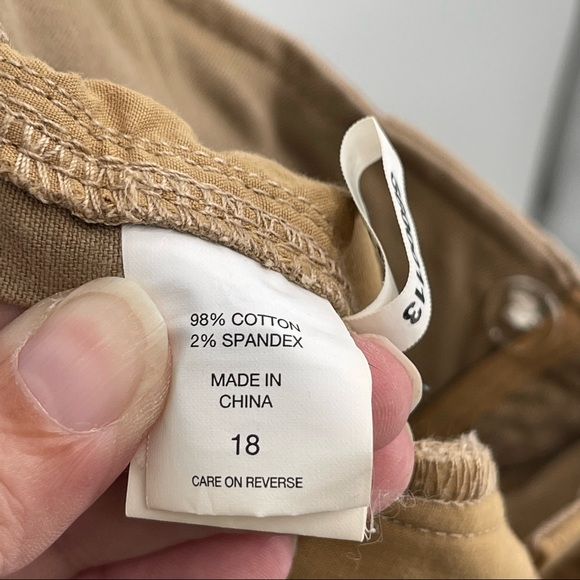 98% COTTON
2% SPANDEX
MADE IN
CHINA
18
CARE ON REVERSE